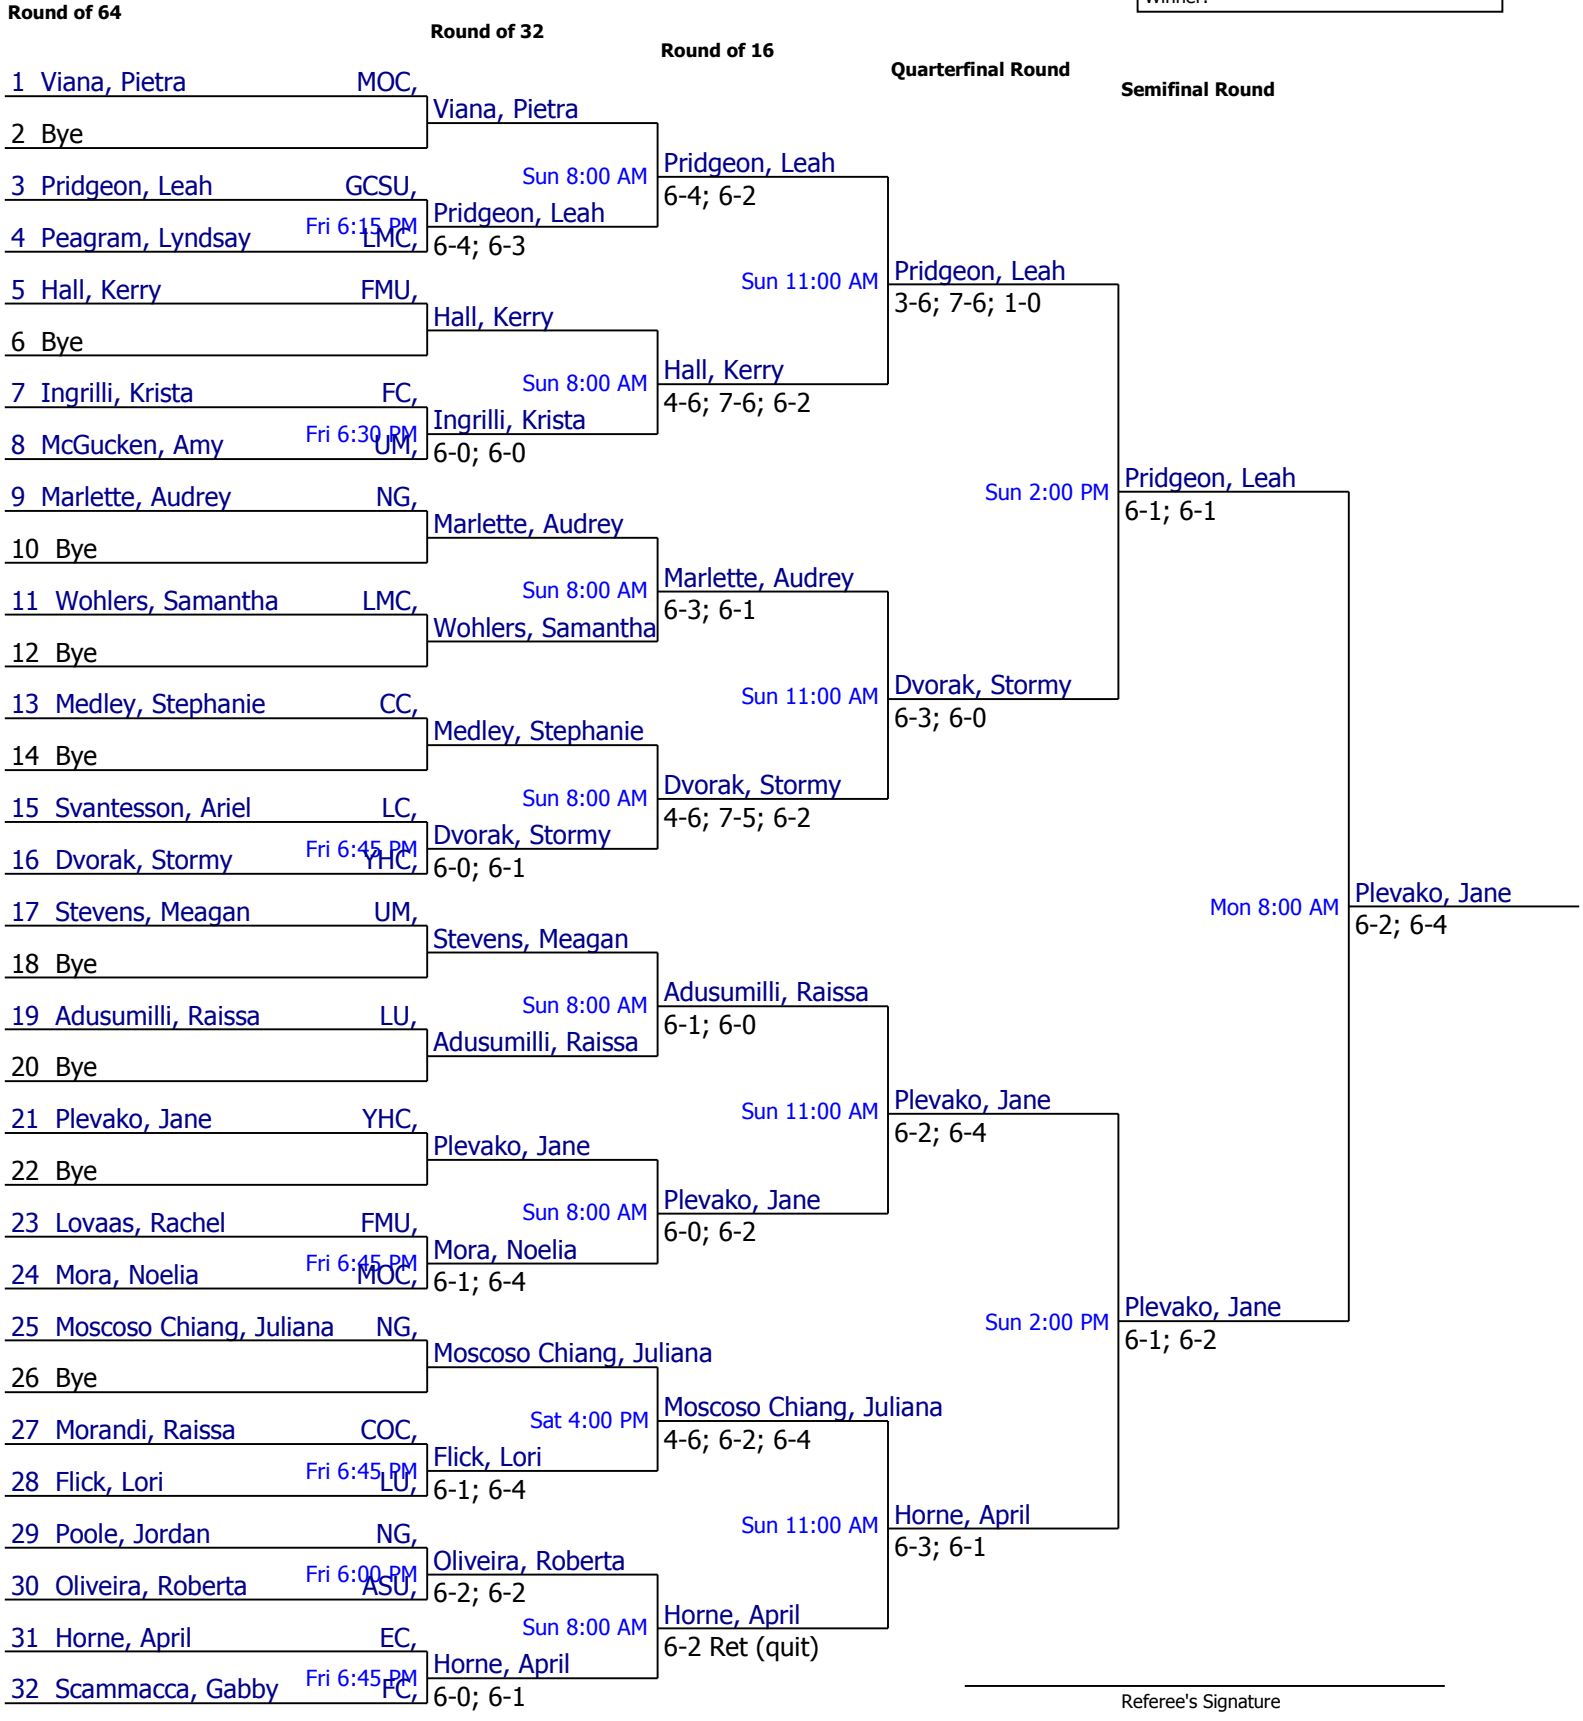 Winner:
Round of 64
Round of 32
Round of 16
Quarterfinal Round
Semifinal Round
1 Viana, Pietra MOC,
2 Bye
3 Pridgeon, Leah GCSU,
Fri 6:15 PM
4 Peagram, Lyndsay LMC,
5 Hall, Kerry FMU,
6 Bye
7 Ingrilli, Krista FC,
Fri 6:30 PM
8 McGucken, Amy UM,
9 Marlette, Audrey NG,
10 Bye
11 Wohlers, Samantha LMC,
12 Bye
13 Medley, Stephanie CC,
14 Bye
15 Svantesson, Ariel LC,
Fri 6:45 PM
16 Dvorak, Stormy YHC,
17 Stevens, Meagan UM,
18 Bye
19 Adusumilli, Raissa LU,
20 Bye
21 Plevako, Jane YHC,
22 Bye
23 Lovaas, Rachel FMU,
Fri 6:45 PM
24 Mora, Noelia MOC,
25 Moscoso Chiang, Juliana NG,
26 Bye
27 Morandi, Raissa COC,
Fri 6:45 PM
28 Flick, Lori LU,
29 Poole, Jordan NG,
Fri 6:00 PM
30 Oliveira, Roberta ASU,
31 Horne, April EC,
Fri 6:45 PM
32 Scammacca, Gabby FC,
Viana, Pietra
Sun 8:00 AM
Pridgeon, Leah
6-4; 6-3
Hall, Kerry
Sun 8:00 AM
Ingrilli, Krista
6-0; 6-0
Marlette, Audrey
Sun 8:00 AM
Wohlers, Samantha
Medley, Stephanie
Sun 8:00 AM
Dvorak, Stormy
6-0; 6-1
Stevens, Meagan
Sun 8:00 AM
Adusumilli, Raissa
Plevako, Jane
Sun 8:00 AM
Mora, Noelia
6-1; 6-4
Moscoso Chiang, Juliana
Sat 4:00 PM
Flick, Lori
6-1; 6-4
Oliveira, Roberta
6-2; 6-2
Sun 8:00 AM
Horne, April
6-0; 6-1
Pridgeon, Leah
6-4; 6-2
Sun 11:00 AM
Hall, Kerry
4-6; 7-6; 6-2
Marlette, Audrey
6-3; 6-1
Sun 11:00 AM
Dvorak, Stormy
4-6; 7-5; 6-2
Adusumilli, Raissa
6-1; 6-0
Sun 11:00 AM
Plevako, Jane
6-0; 6-2
Moscoso Chiang, Juliana
4-6; 6-2; 6-4
Sun 11:00 AM
Horne, April
6-2 Ret (quit)
Pridgeon, Leah
3-6; 7-6; 1-0
Sun 2:00 PM
Dvorak, Stormy
6-3; 6-0
Plevako, Jane
6-2; 6-4
Sun 2:00 PM
Horne, April
6-3; 6-1
Pridgeon, Leah
6-1; 6-1
Mon 8:00 AM
Plevako, Jane
6-1; 6-2
Plevako, Jane
6-2; 6-4
Referee's Signature